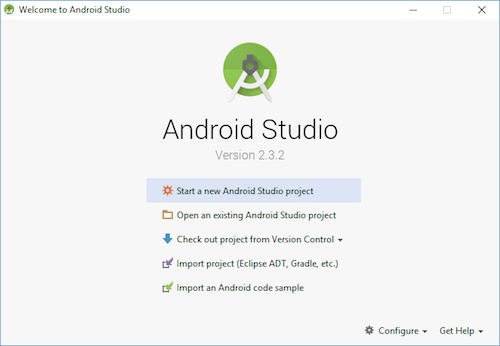 Welcome to Android Studio
Android Studio
Version 2.3.2
Start a new Android Studio project
Open an existing Android Studio project
Check out project from Version Control
Import project (Eclipse ADT, Gradle, etc.)
Import an Android code sample
Configure Get Help